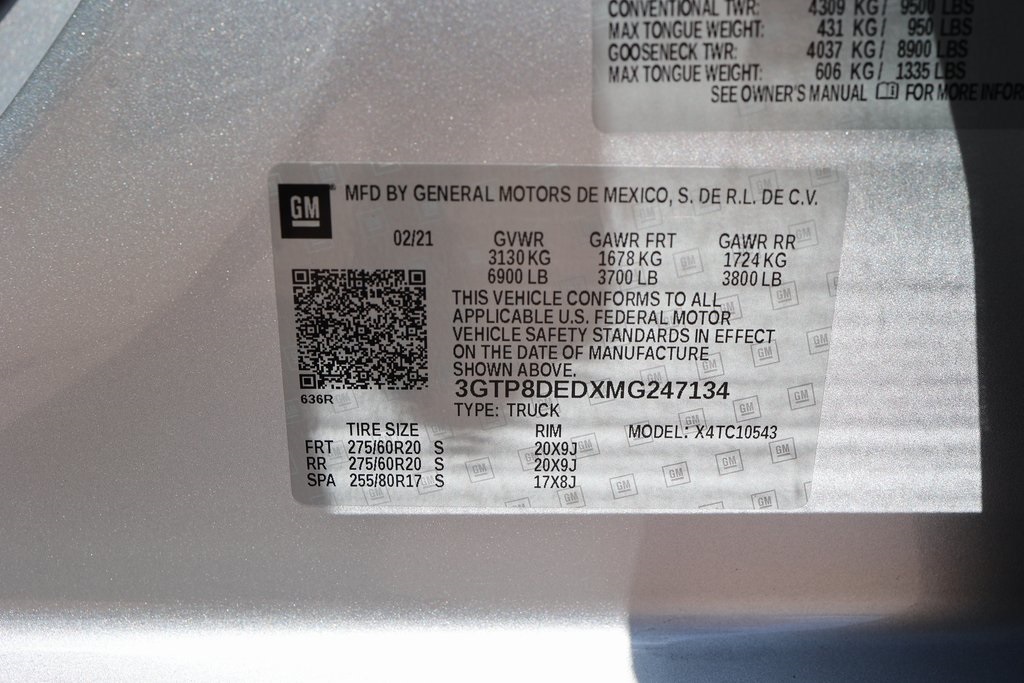 CONVENTIONAL TWR: 4309 KG/ 9500 LBS
MAX TONGUE WEIGHT: 431 KG/ 950 LBS
GOOSENECK TWR: 4037 KG/ 8900 LBS
MAX TONGUE WEIGHT: 606 KG/ 1335 LBS
SEE OWNER'S MANUAL FOR MORE INFOR
GM MFD BY GENERAL MOTORS DE MEXICO, S. DE R.L. DE C.V.
02/21 GVWR GAWR FRT GAWR RR
3130 KG 1678 KG 1724 KG
6900 LB 3700 LB 3800 LB
THIS VEHICLE CONFORMS TO ALL
APPLICABLE U.S. FEDERAL MOTOR
VEHICLE SAFETY STANDARDS IN EFFECT
ON THE DATE OF MANUFACTURE
SHOWN ABOVE.
3GTP8DEDXMG247134
636R
TYPE: TRUCK
TIRE SIZE RIM MODEL: X4TC10543
FRT 275/60R20 S 20X9J
RR 275/60R20 S 20X9J
SPA 255/80R17 S 17X8J